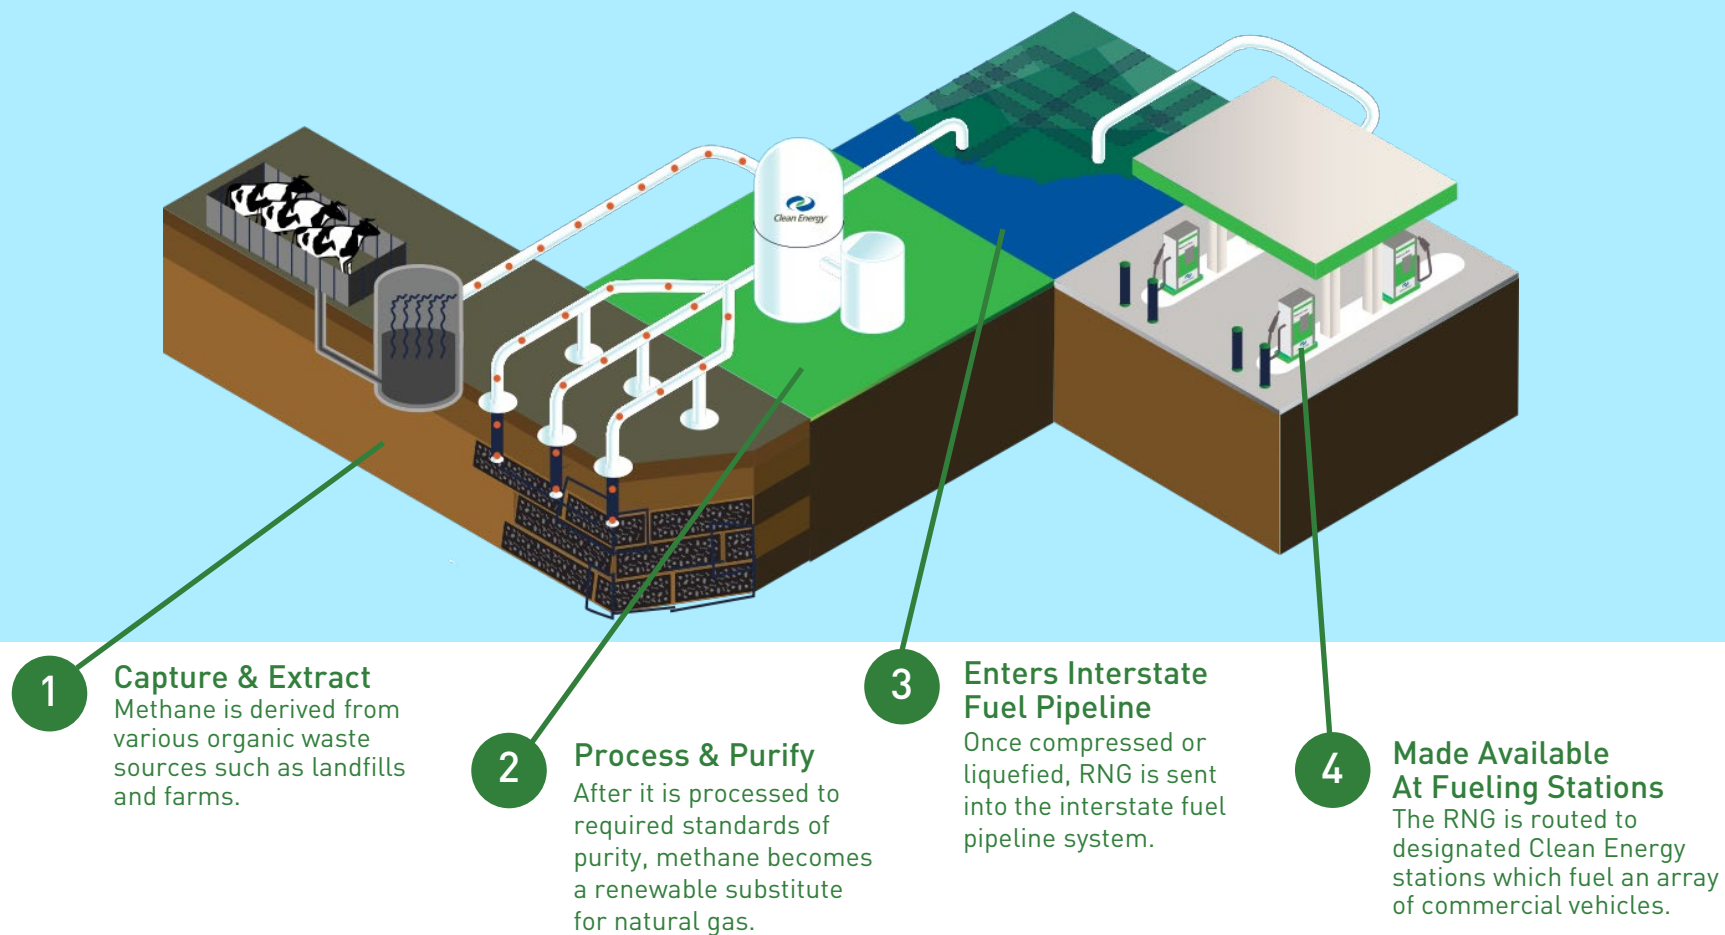 Clean Energy
1
Capture & Extract
Methane is derived from
various organic waste
sources such as landfills
and farms.
2
Process & Purify
After it is processed to
required standards of
purity, methane becomes
a renewable substitute
for natural gas.
3
Enters Interstate
Fuel Pipeline
Once compressed or
liquefied, RNG is sent
into the interstate fuel
pipeline system.
4
Made Available
At Fueling Stations
The RNG is routed to
designated Clean Energy
stations which fuel an array
of commercial vehicles.